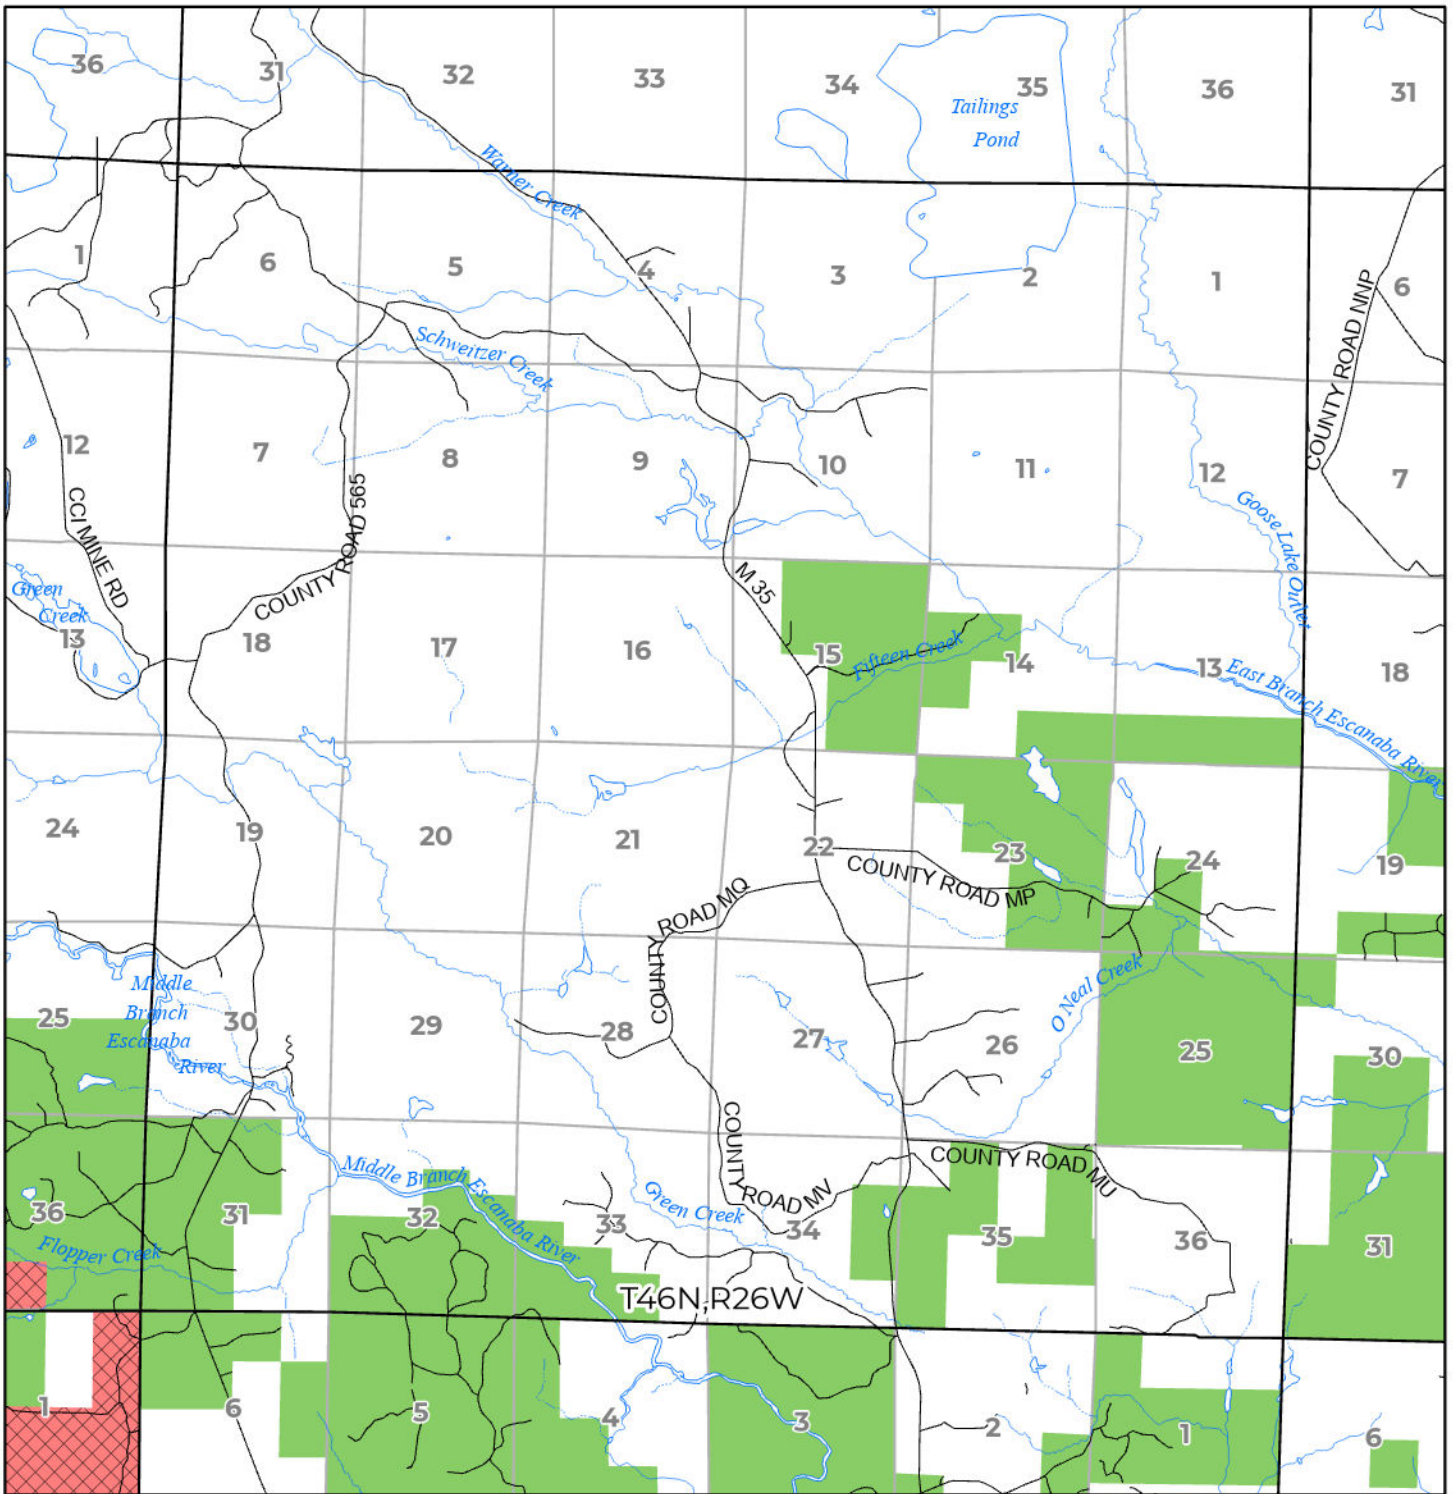 36
31
32
33
34
35
36
31
Tailings
Pond
Warner Creek
1
6
5
4
3
2
1
6
COUNTY ROAD NNP
Schweitzer Creek
12
7
8
9
10
11
12
7
CCI MINE RD
COUNTY ROAD 565
Goose Lake Outlet
Green
Creek
M 35
13
18
17
16
15
Fifteen Creek
14
13
East Branch Escanaba River
18
24
19
20
21
22
23
24
19
COUNTY ROAD MP
COUNTY ROAD MQ
Middle
Branch
Escanaba
River
O Neal Creek
25
30
29
28
27
26
25
30
COUNTY ROAD MV
COUNTY ROAD MU
Middle Branch Escanaba River
Green Creek
36
31
32
33
34
35
36
31
Flopper Creek
T46N,R26W
1
6
5
4
3
2
1
6